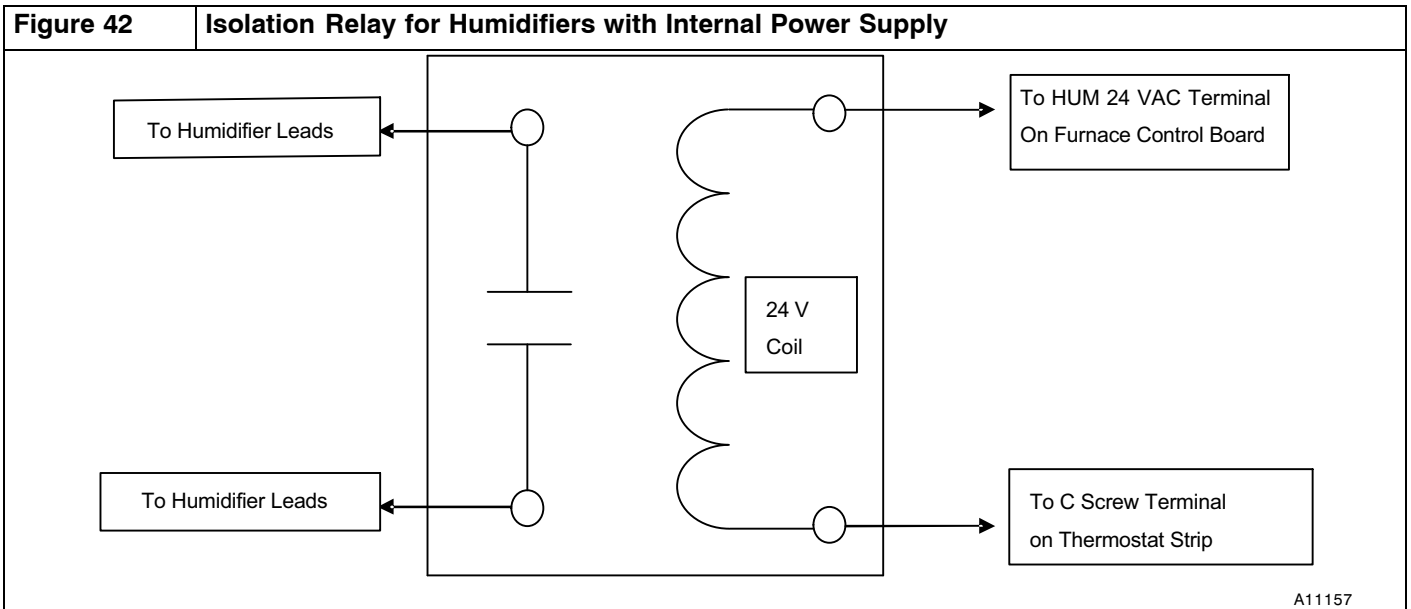 Figure 42 Isolation Relay for Humidifiers with Internal Power Supply
To Humidifier Leads
To HUM 24 VAC Terminal
On Furnace Control Board
24 V
Coil
To Humidifier Leads
To C Screw Terminal
on Thermostat Strip
A11157